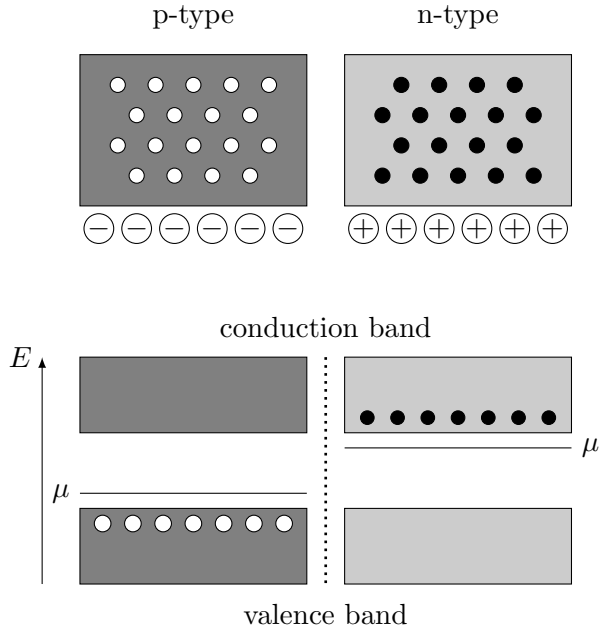 p-type n-type
− − − − − − + + + + + +
conduction band
E
μ
μ
valence band